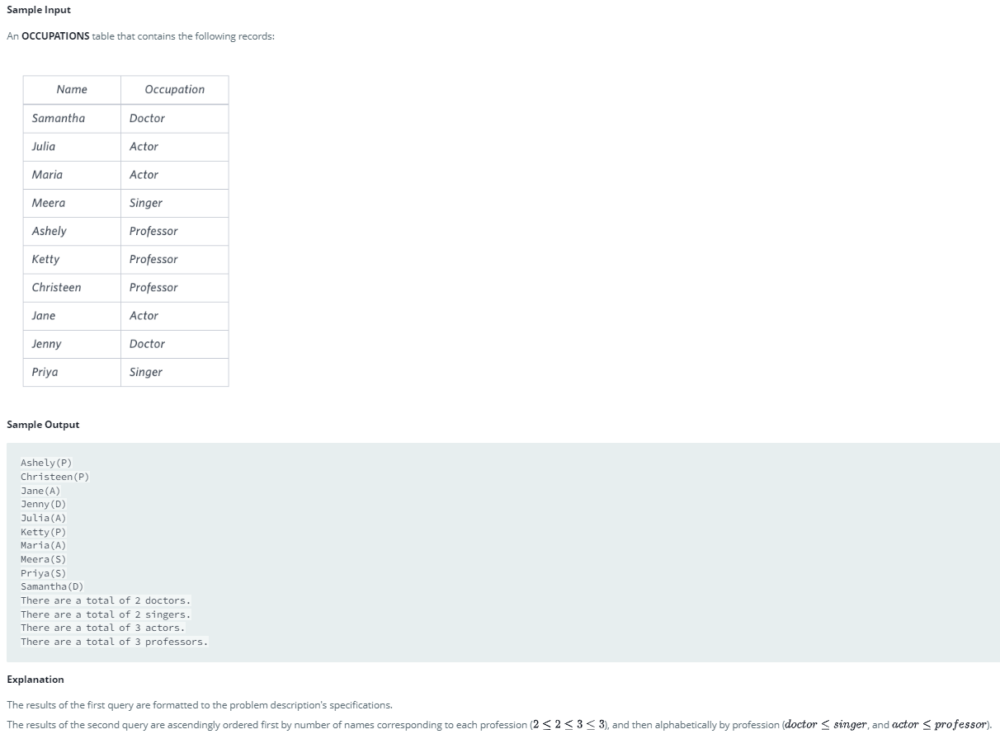 Sample Input
An OCCUPATIONS table that contains the following records:
Name Occupation
Samantha Doctor
Julia Actor
Maria Actor
Meera Singer
Ashely Professor
Ketty Professor
Christeen Professor
Jane Actor
Jenny Doctor
Priya Singer
Sample Output
Ashely(P)
Christeen(P)
Jane(A)
Jenny(D)
Julia(A)
Ketty(P)
Maria(A)
Meera(S)
Priya(S)
Samantha(D)
There are a total of 2 doctors.
There are a total of 2 singers.
There are a total of 3 actors.
There are a total of 3 professors.
Explanation
The results of the first query are formatted to the problem description's specifications.
The results of the second query are ascendingly ordered first by number of names corresponding to each profession (2 ≤ 2 ≤ 3 ≤ 3), and then alphabetically by profession (doctor ≤ singer, and actor ≤ professor).